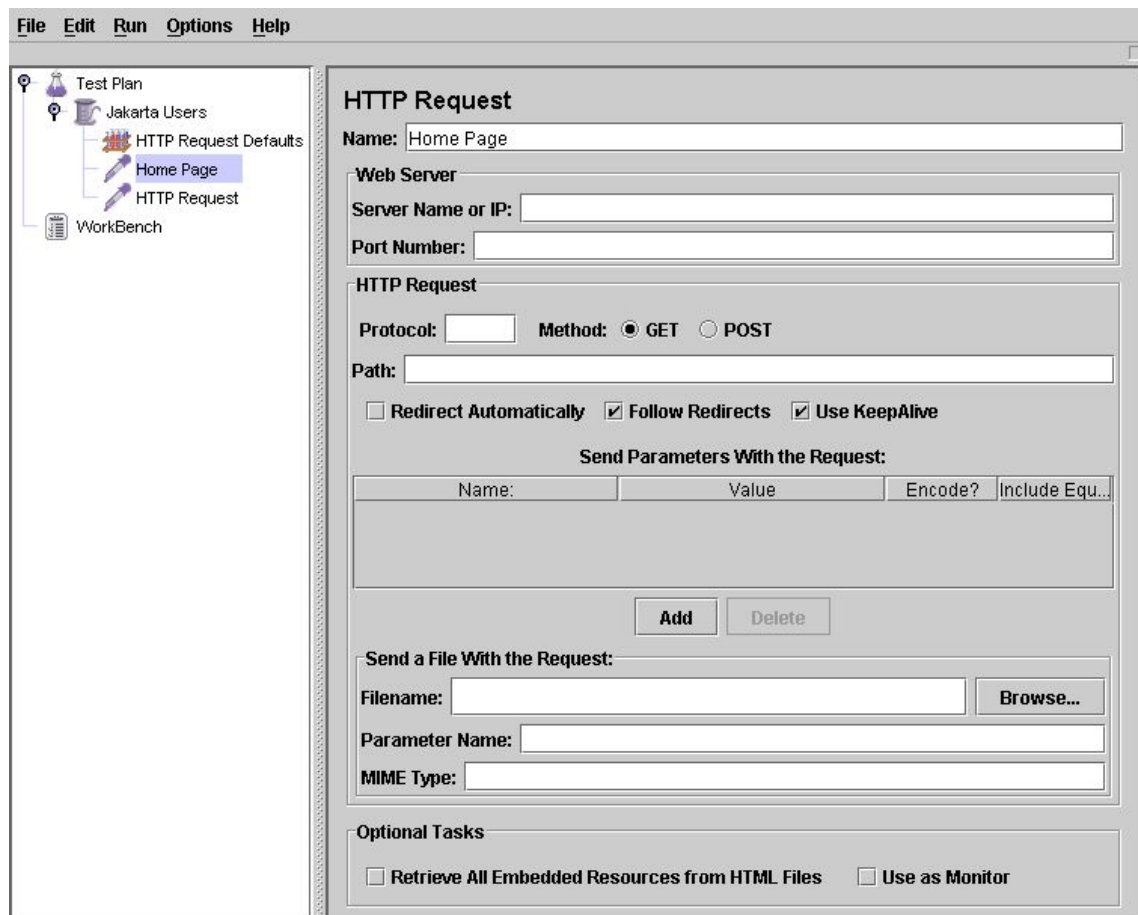 File Edit Run Options Help
Test Plan
Jakarta Users
HTTP Request Defaults
Home Page
HTTP Request
WorkBench
HTTP Request
Name: Home Page
Web Server
Server Name or IP:
Port Number:
HTTP Request
Protocol: Method: GET POST
Path:
Redirect Automatically Follow Redirects Use KeepAlive
Send Parameters With the Request:
Name: Value Encode? Include Equ...
Add Delete
Send a File With the Request:
Filename: Browse...
Parameter Name:
MIME Type:
Optional Tasks
Retrieve All Embedded Resources from HTML Files Use as Monitor